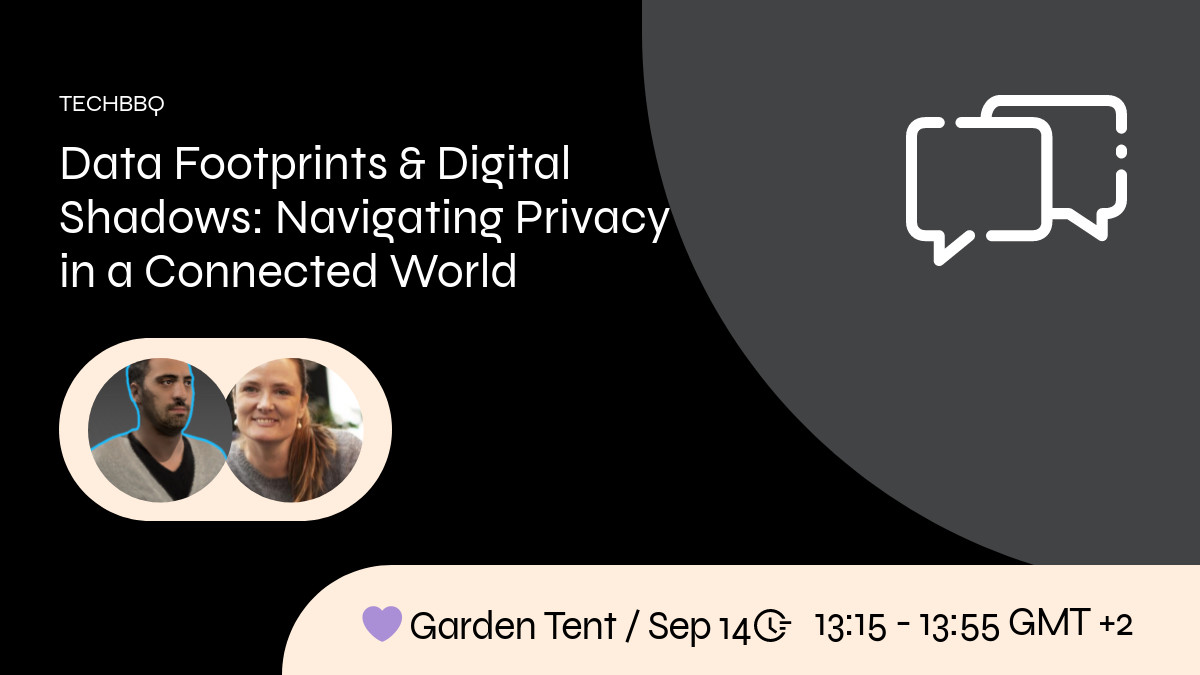 TECHBBQ
Data Footprints & Digital
Shadows: Navigating Privacy
in a Connected World
Garden Tent / Sep 14 13:15 - 13:55 GMT +2